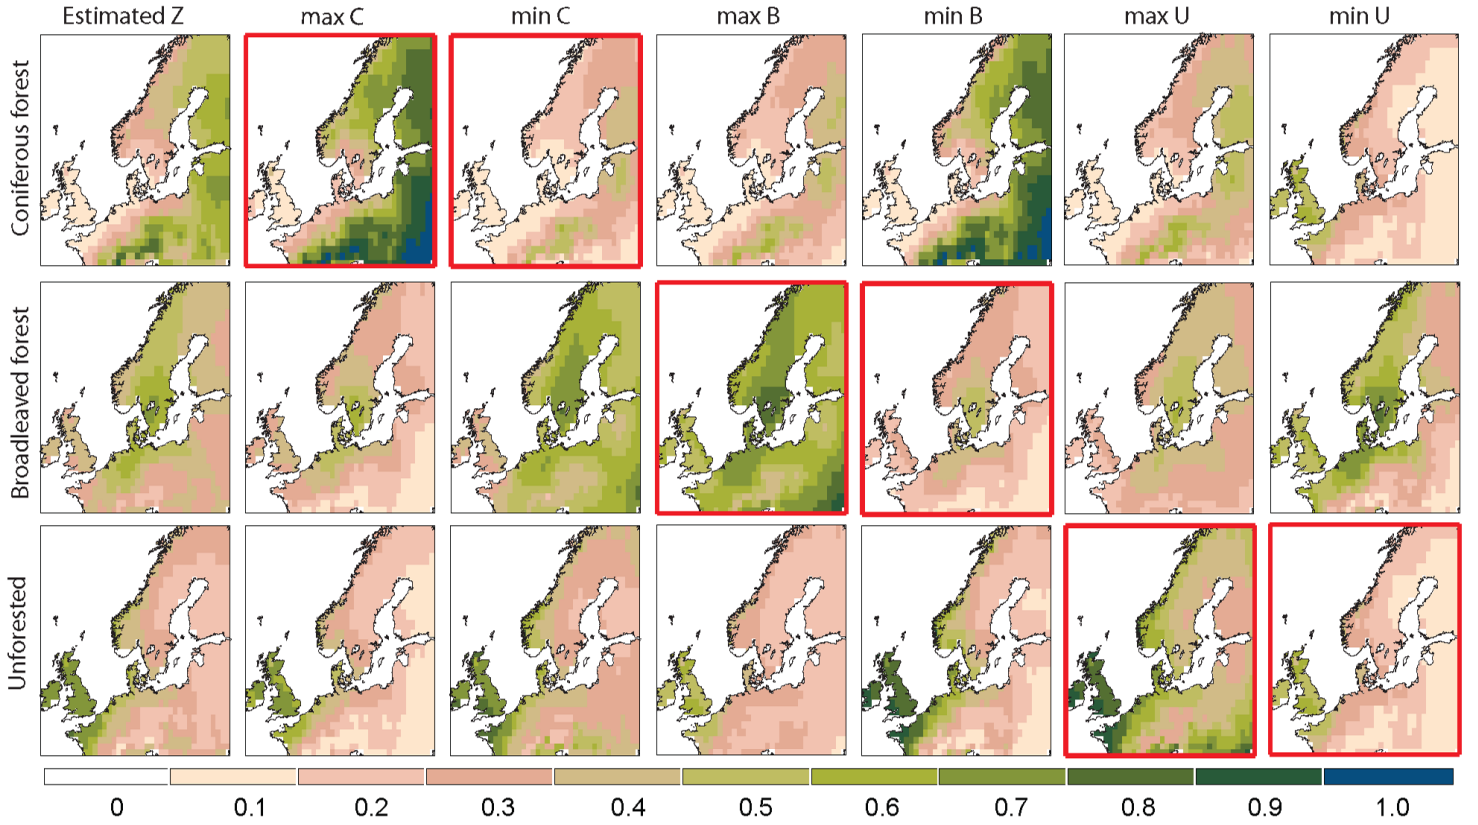 Estimated Z max C min C max B min B max U min U
Coniferous forest
Broadleaved forest
Unforested
0 0.1 0.2 0.3 0.4 0.5 0.6 0.7 0.8 0.9 1.0